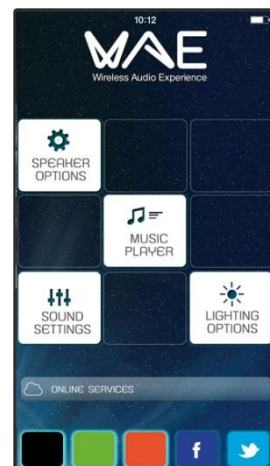 10:12
WAE
Wireless Audio Experience
SPEAKER
OPTIONS
MUSIC
PLAYER
SOUND
SETTINGS
LIGHTING
OPTIONS
ONLINE SERVICES
f